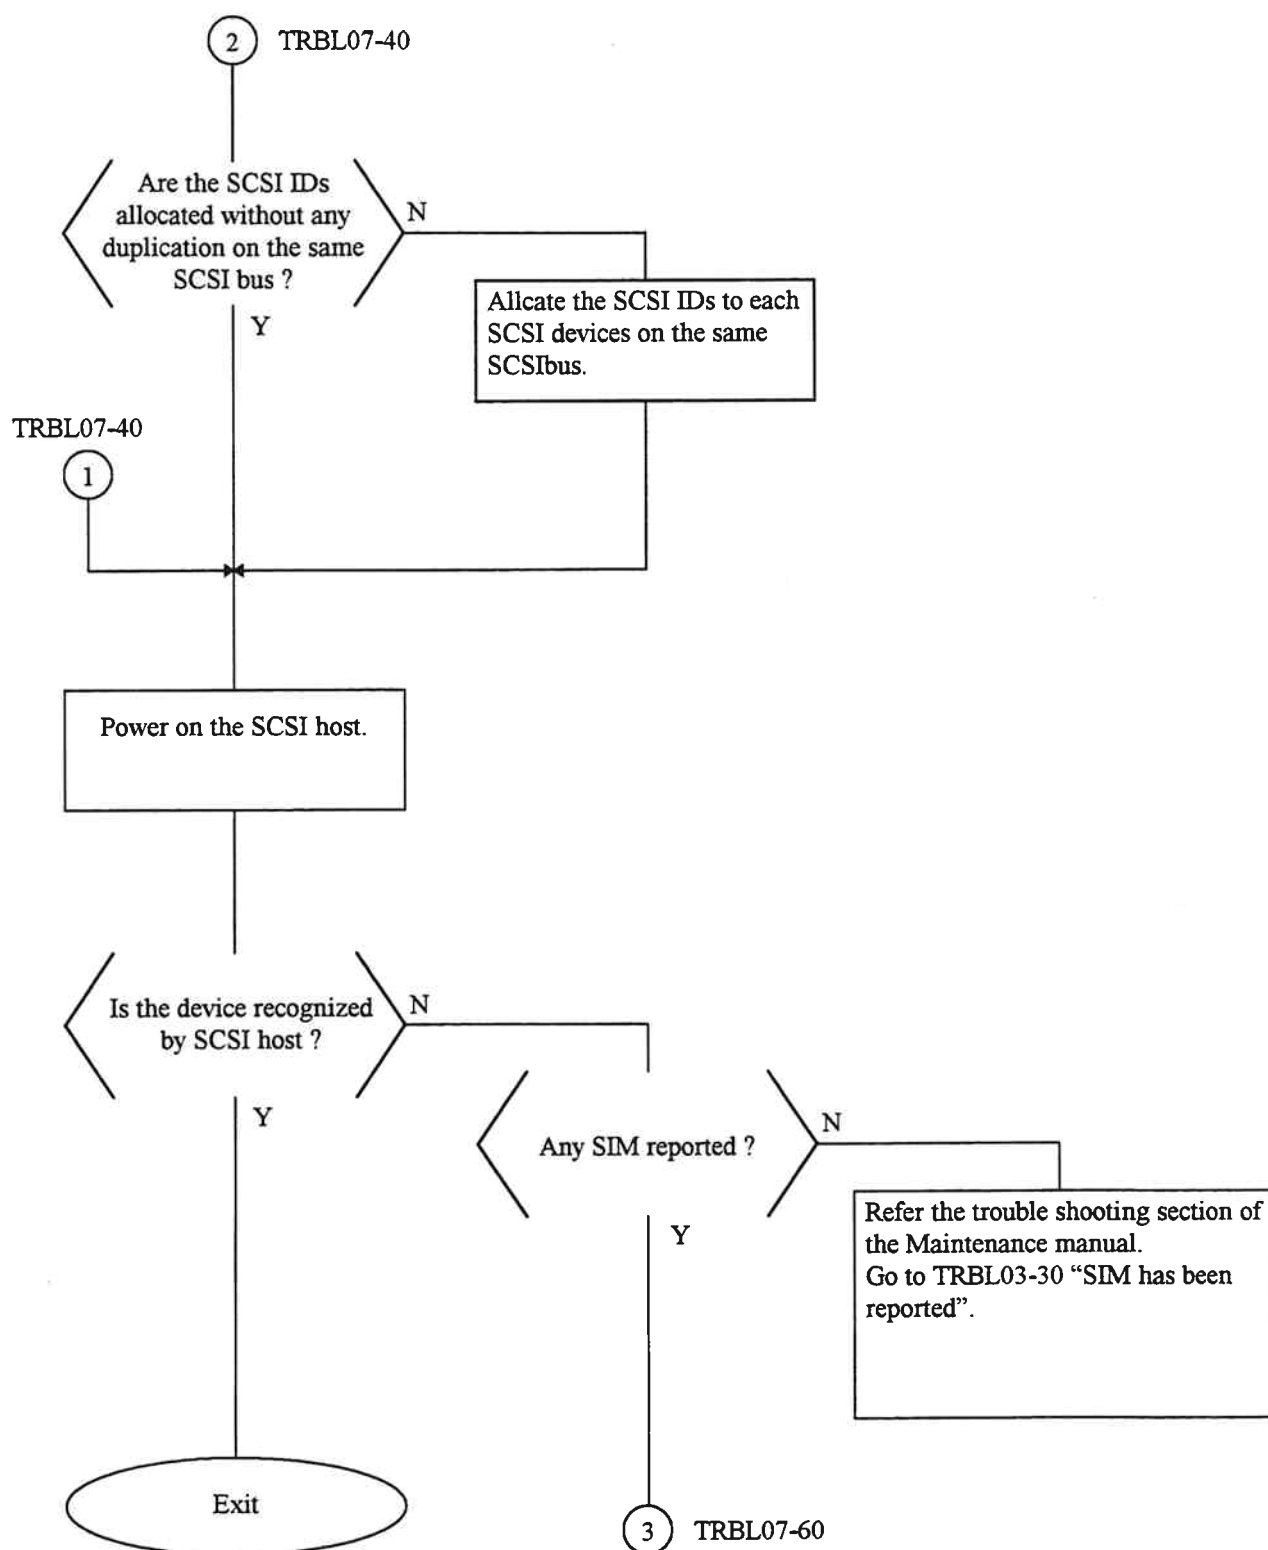 2 TRBL07-40
Are the SCSI IDs
allocated without any
duplication on the same
SCSI bus ?
N
Y
Allcate the SCSI IDs to each
SCSI devices on the same
SCSIbus.
TRBL07-40
1
Power on the SCSI host.
Is the device recognized
by SCSI host ?
N
Y
Any SIM reported ?
N
Y
Refer the trouble shooting section of
the Maintenance manual.
Go to TRBL03-30 “SIM has been
reported”.
Exit
3 TRBL07-60